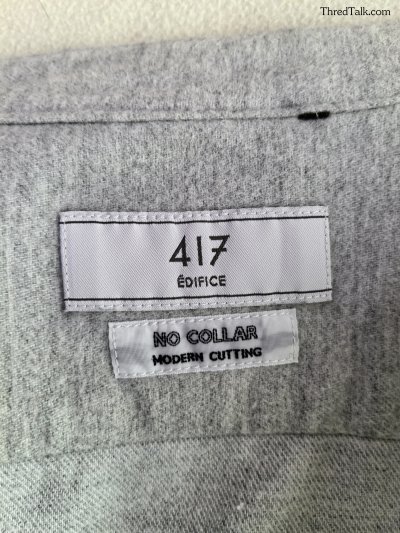 ThredTalk.com
417
ÉDIFICE
NO COLLAR
MODERN CUTTING